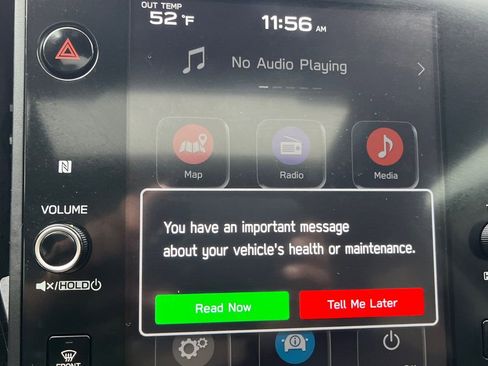 OUT TEMP
52 °F
11:56 AM
No Audio Playing
Map
Radio
Media
VOLUME
HOLD
You have an important message
about your vehicle's health or maintenance.
Read Now
Tell Me Later
FRONT